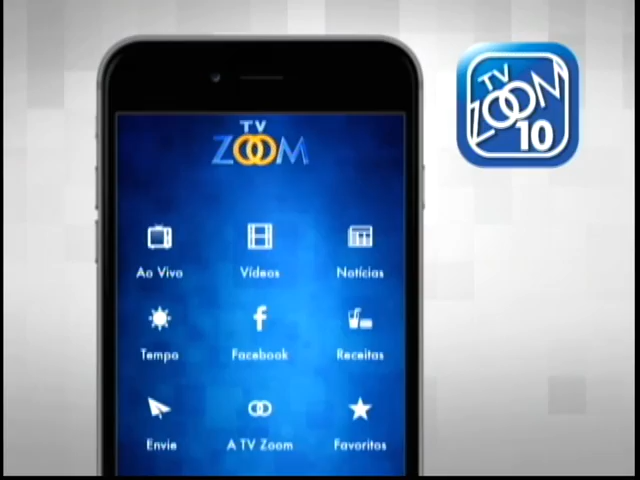 TV
ZOOM
TV
ZOOM
10
Ao Vivo
Vídeos
Notícias
Tempo
Facebook
Receitas
Envie
A TV Zoom
Favoritos